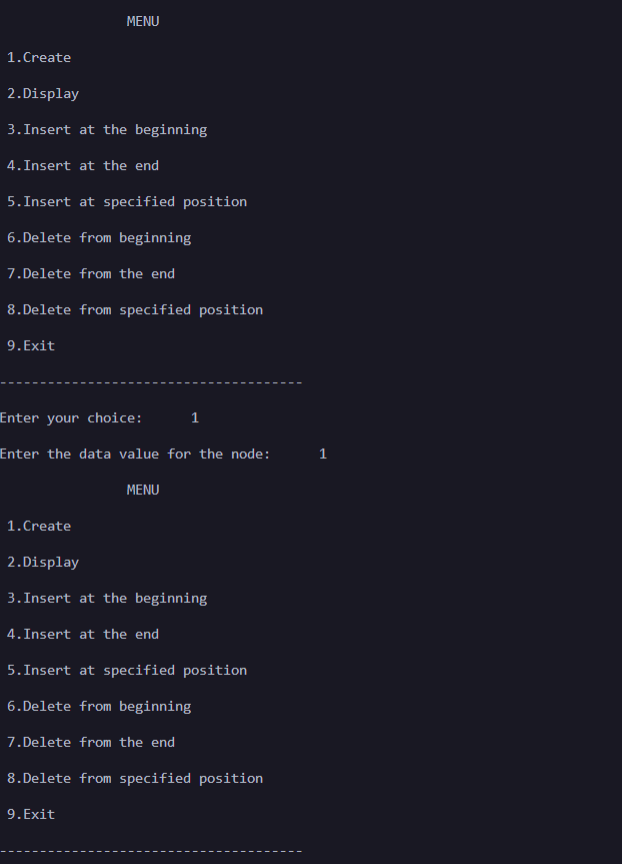 MENU
1.Create
2.Display
3.Insert at the beginning
4.Insert at the end
5.Insert at specified position
6.Delete from beginning
7.Delete from the end
8.Delete from specified position
9.Exit
--------------------------------------
Enter your choice:      1
Enter the data value for the node:      1
MENU
1.Create
2.Display
3.Insert at the beginning
4.Insert at the end
5.Insert at specified position
6.Delete from beginning
7.Delete from the end
8.Delete from specified position
9.Exit
--------------------------------------